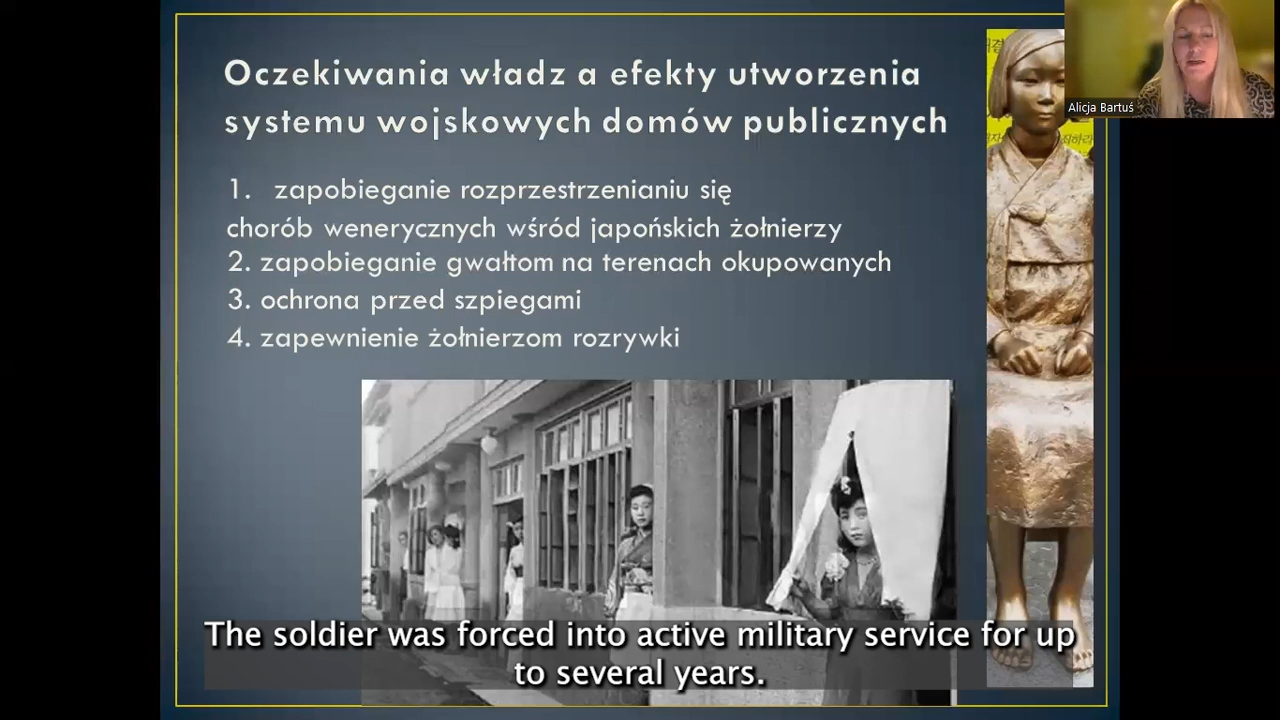 Oczekiwania władz a efekty utworzenia
systemu wojskowych domów publicznych
Alicja Bartuś
1. zapobieganie rozprzestrzenianiu się
chorób wenerycznych wśród japońskich żołnierzy
2. zapobieganie gwałtom na terenach okupowanych
3. ochrona przed szpiegami
4. zapewnienie żołnierzom rozrywki
The soldier was forced into active military service for up
to several years.